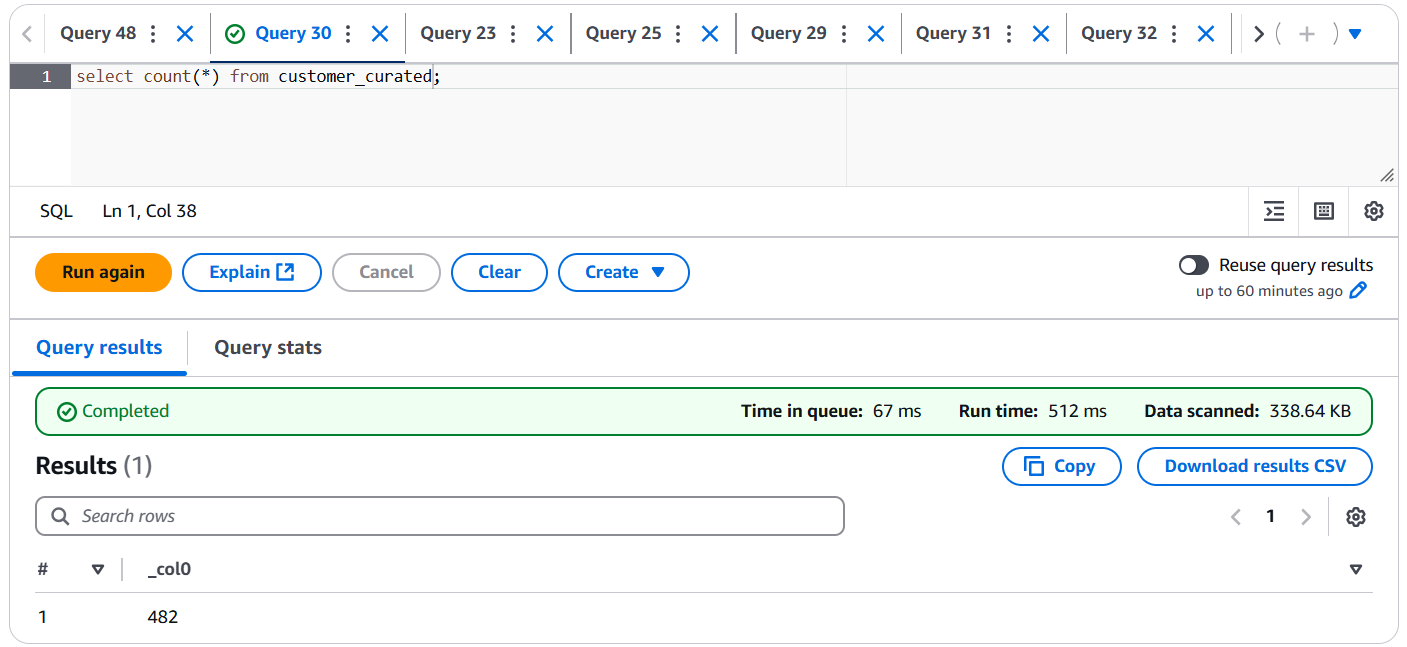 Query 48 Query 30 Query 23 Query 25 Query 29 Query 31 Query 32
1 select count(*) from customer_curated;
SQL Ln 1, Col 38
Run again Explain Cancel Clear Create Reuse query results
up to 60 minutes ago
Query results Query stats
Completed Time in queue: 67 ms Run time: 512 ms Data scanned: 338.64 KB
Results (1) Copy Download results CSV
Search rows 1
# _col0
1 482